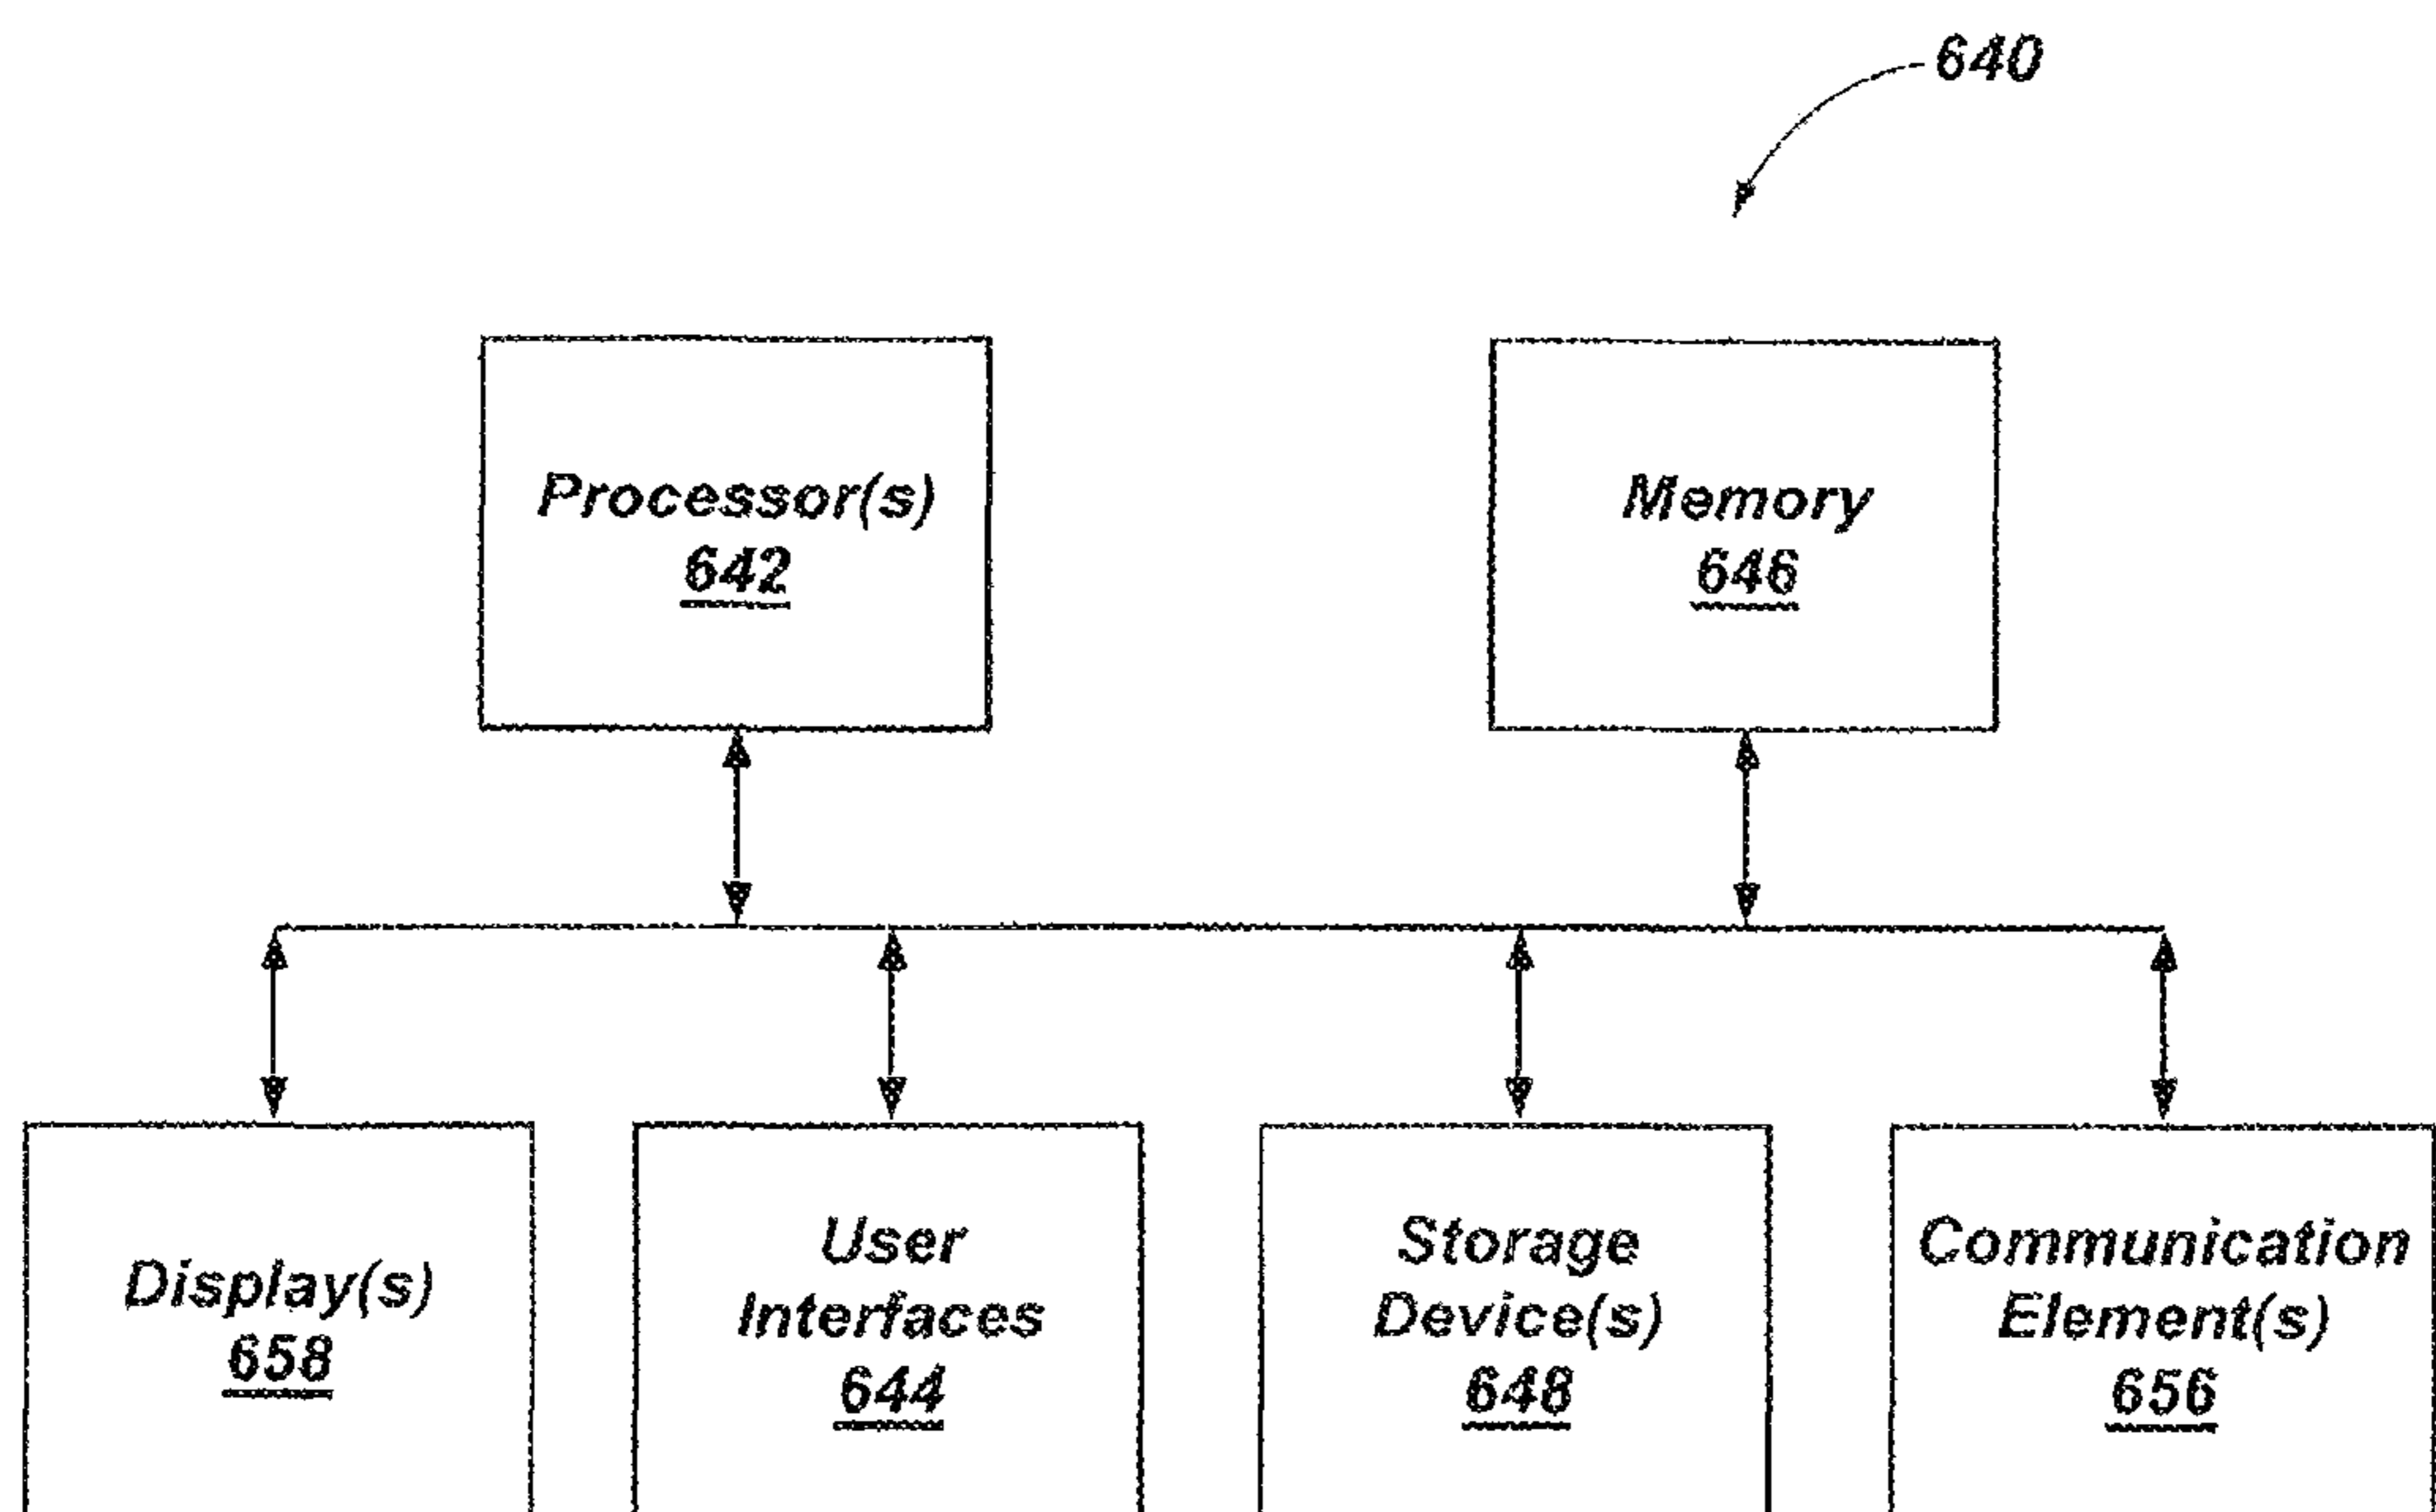 640
Processor(s)
642
Memory
646
Display(s)
658
User
Interfaces
644
Storage
Device(s)
648
Communication
Element(s)
656